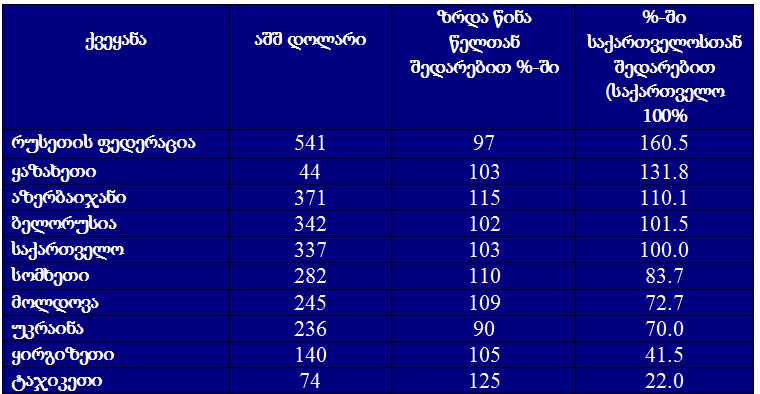 ქვეყანა აშშ დოლარი ზრდა წინა %-ში
წელთან საქართველოსთან
შედარებით %-ში შედარებით
(საქართველო
100%
რუსეთის ფედერაცია 541 97 160.5
ყაზახეთი 44 103 131.8
აზერბაიჯანი 371 115 110.1
ბელორუსია 342 102 101.5
საქართველო 337 103 100.0
სომხეთი 282 110 83.7
მოლდოვა 245 109 72.7
უკრაინა 236 90 70.0
ყირგიზეთი 140 105 41.5
ტაჯიკეთი 74 125 22.0